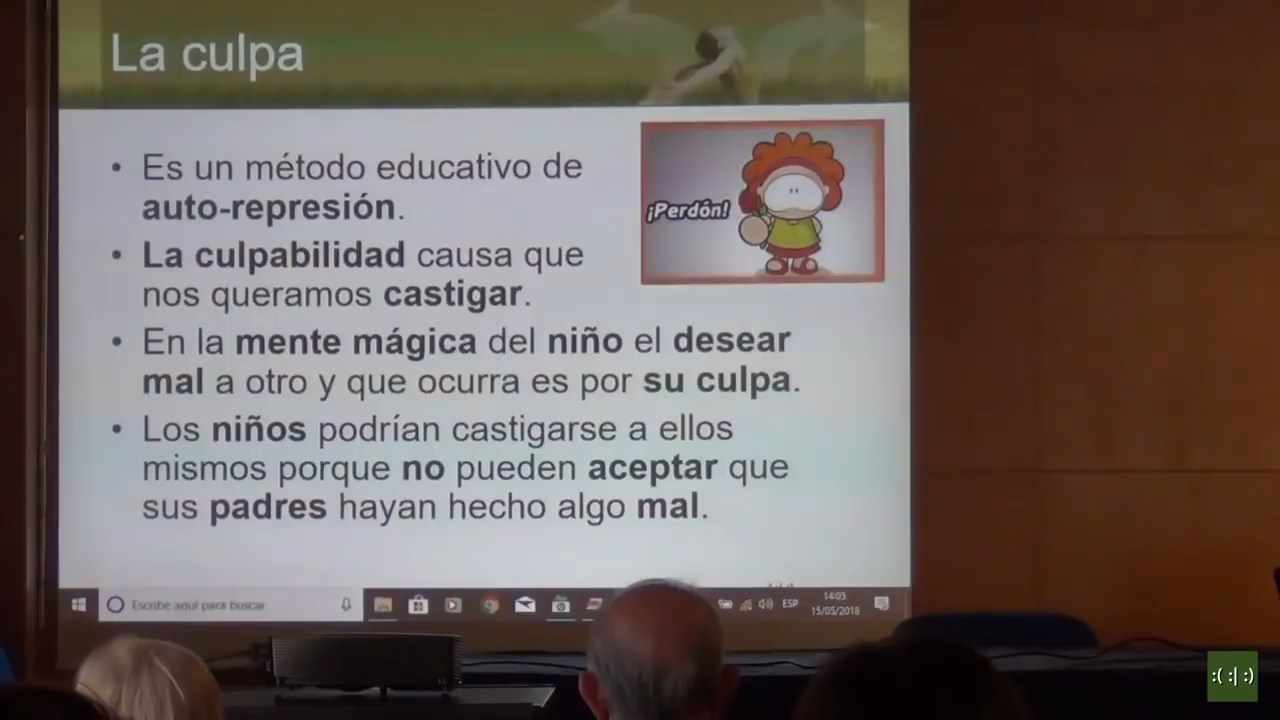 La culpa
• Es un método educativo de
auto-represión.
¡Perdón!
• La culpabilidad causa que
nos queramos castigar.
• En la mente mágica del niño el desear
mal a otro y que ocurra es por su culpa.
• Los niños podrían castigarse a ellos
mismos porque no pueden aceptar que
sus padres hayan hecho algo mal.
Escribe aquí para buscar
ESP
14:05
15/05/2018
:( :| :)